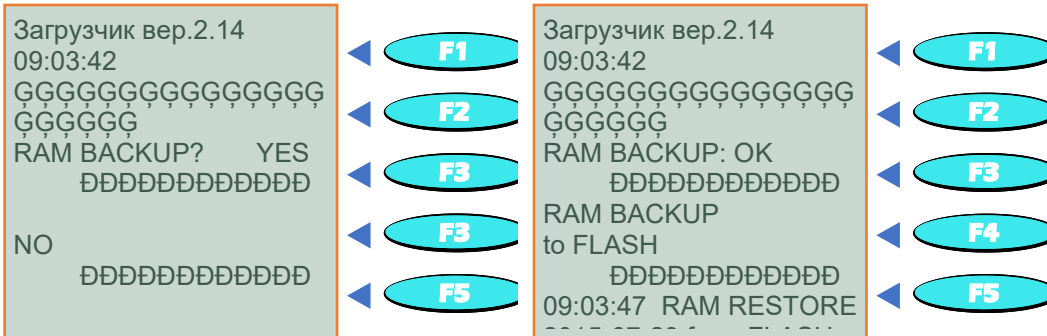 Загрузчик вер.2.14
09:03:42
ĢĢĢĢĢĢĢĢĢĢĢĢĢĢĢ
ĢĢĢĢĢĢ
RAM BACKUP? YES
ĐĐĐĐĐĐĐĐĐĐĐĐ
NO
ĐĐĐĐĐĐĐĐĐĐĐĐ
F1
F2
F3
F3
F5
Загрузчик вер.2.14
09:03:42
ĢĢĢĢĢĢĢĢĢĢĢĢĢĢĢ
ĢĢĢĢĢĢ
RAM BACKUP: OK
ĐĐĐĐĐĐĐĐĐĐĐĐ
RAM BACKUP
to FLASH
ĐĐĐĐĐĐĐĐĐĐĐĐ
09:03:47 RAM RESTORE
F1
F2
F3
F4
F5